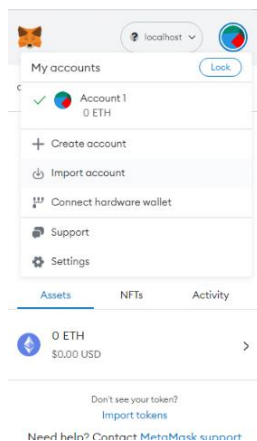 localhost
My accounts
Lock
Account 1
0 ETH
Create account
Import account
Connect hardware wallet
Support
Settings
Assets NFTs Activity
0 ETH
$0.00 USD
Don't see your token?
Import tokens
Need help? Contact MetaMask support